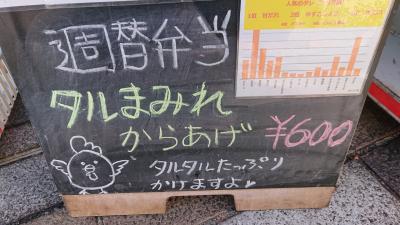 週替弁当
タルまみれ
からあげ ¥600
タルタルたっぷり
かけますよ